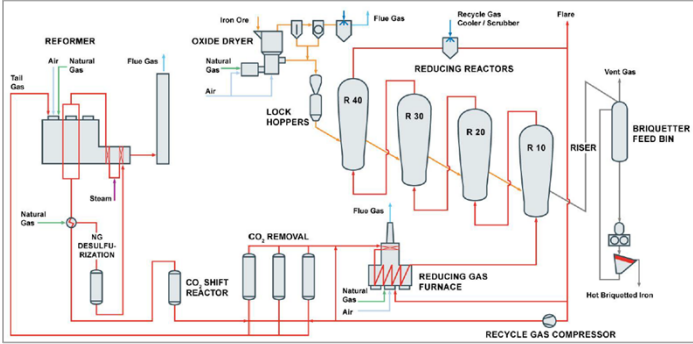 Iron Ore
Flue Gas
Recycle Gas
Cooler / Scrubber
Flare
REFORMER
OXIDE DRYER
Air
Natural
Gas
Tail
Gas
Flue Gas
Natural
Gas
Air
REDUCING REACTORS
Vent Gas
LOCK
HOPPERS
R 40
R 30
R 20
R 10
RISER
BRIQUETTER
FEED BIN
Steam
Natural
Gas
NG
DESULFU-
RIZATION
Flue Gas
CO2 REMOVAL
CO2 SHIFT
REACTOR
REDUCING GAS
FURNACE
Natural
Gas
Air
Hot Briquetted Iron
RECYCLE GAS COMPRESSOR